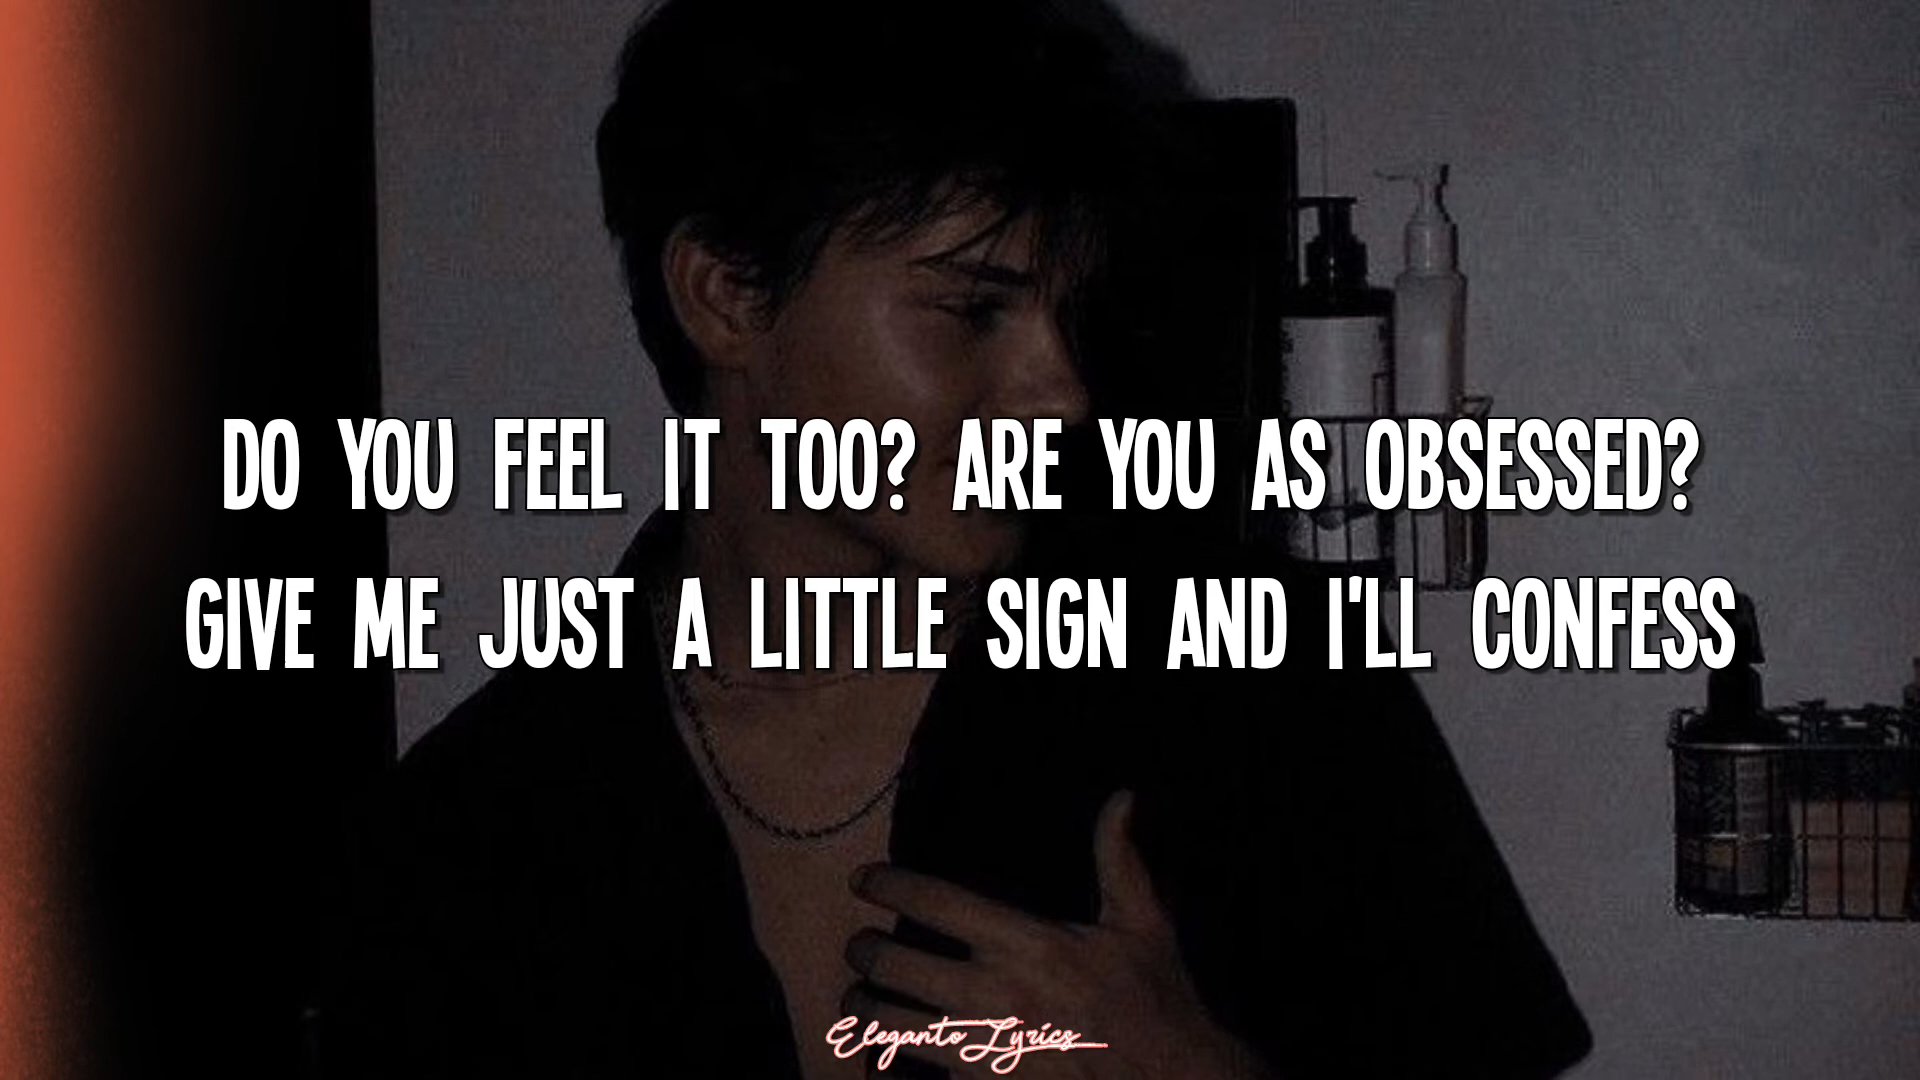 DO YOU FEEL IT TOO? ARE YOU AS OBSESSED?
GIVE ME JUST A LITTLE SIGN AND I'LL CONFESS
Eleganto Lyrics